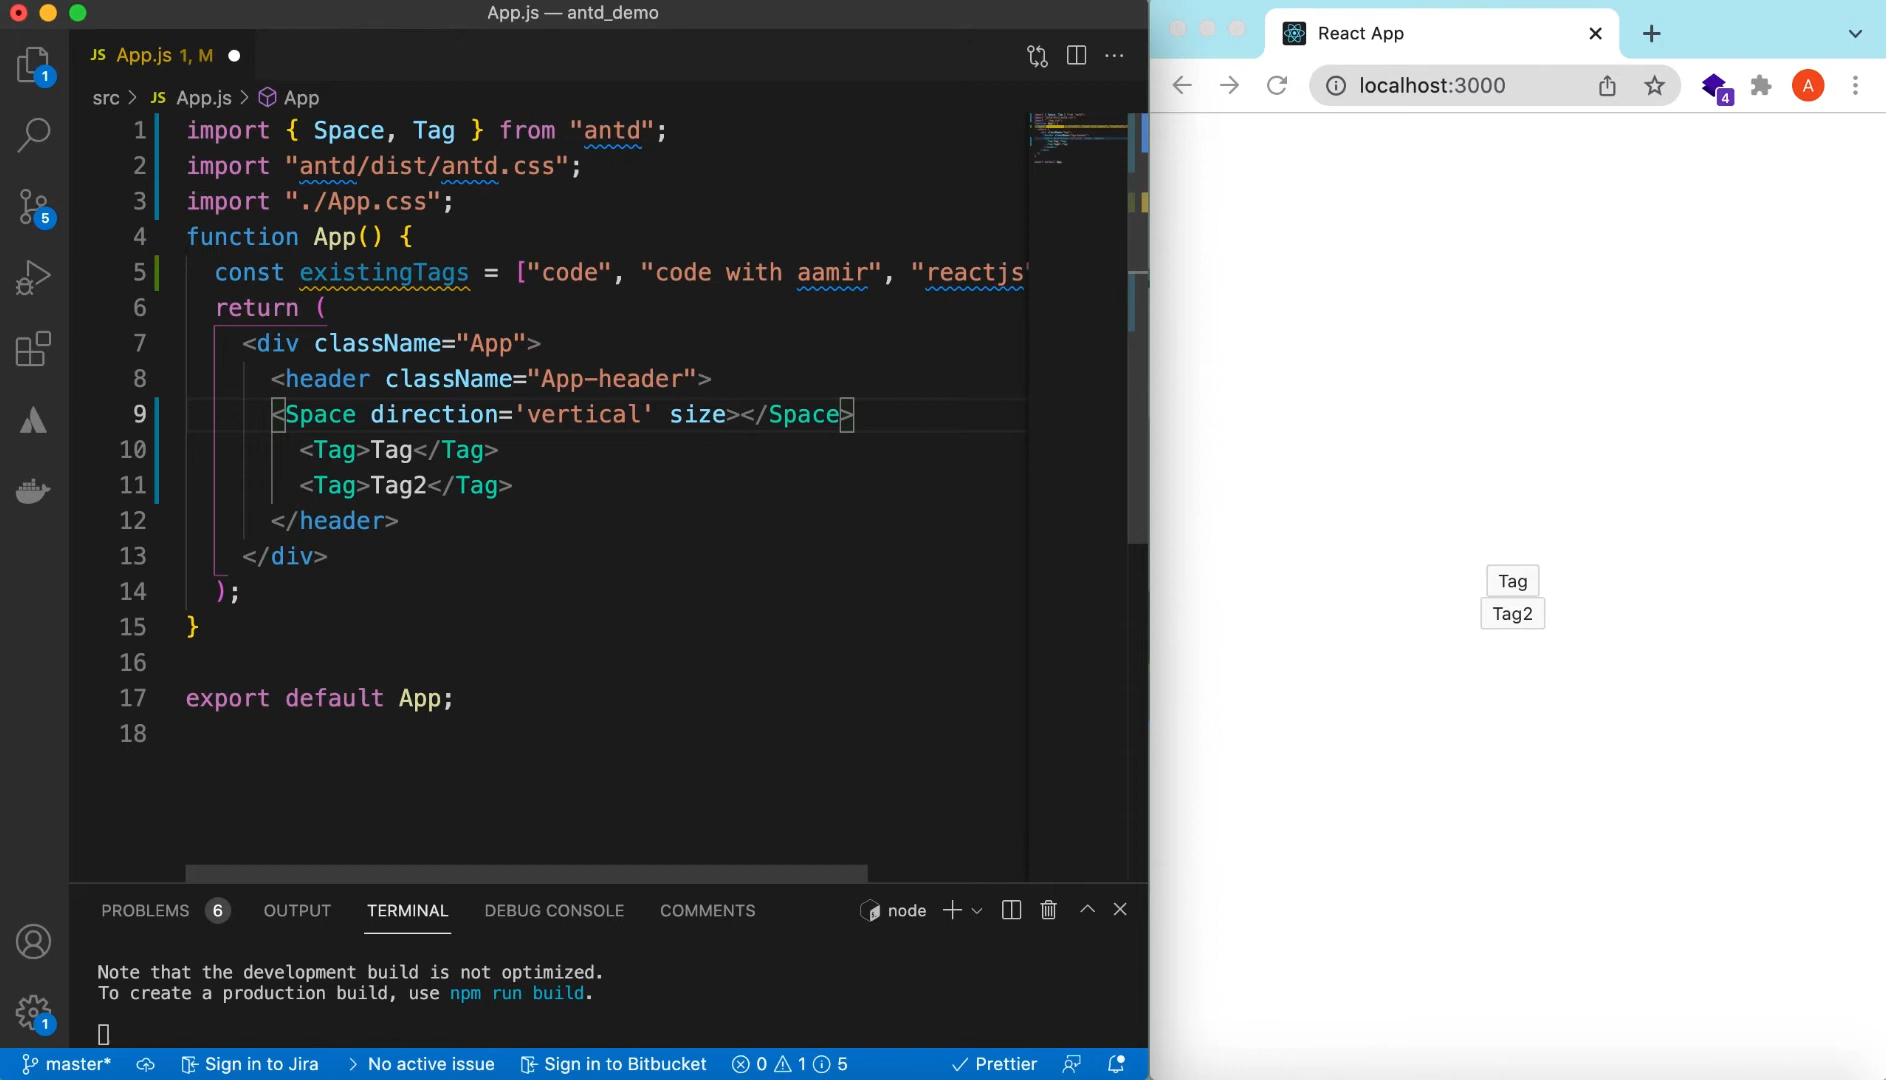 App.js — antd_demo
JS App.js 1, M
src > JS App.js > App
1 import { Space, Tag } from "antd";
2 import "antd/dist/antd.css";
3 import "./App.css";
4 function App() {
5 const existingTags = ["code", "code with aamir", "reactjs"
6 return (
7 <div className="App">
8 <header className="App-header">
9 <Space direction='vertical' size></Space>
10 <Tag>Tag</Tag>
11 <Tag>Tag2</Tag>
12 </header>
13 </div>
14 );
15 }
16
17 export default App;
18
PROBLEMS 6 OUTPUT TERMINAL DEBUG CONSOLE COMMENTS node
Note that the development build is not optimized.
To create a production build, use npm run build.
master* Sign in to Jira > No active issue Sign in to Bitbucket 0 1 5 Prettier
1
5
1
React App
localhost:3000
4
A
Tag
Tag2